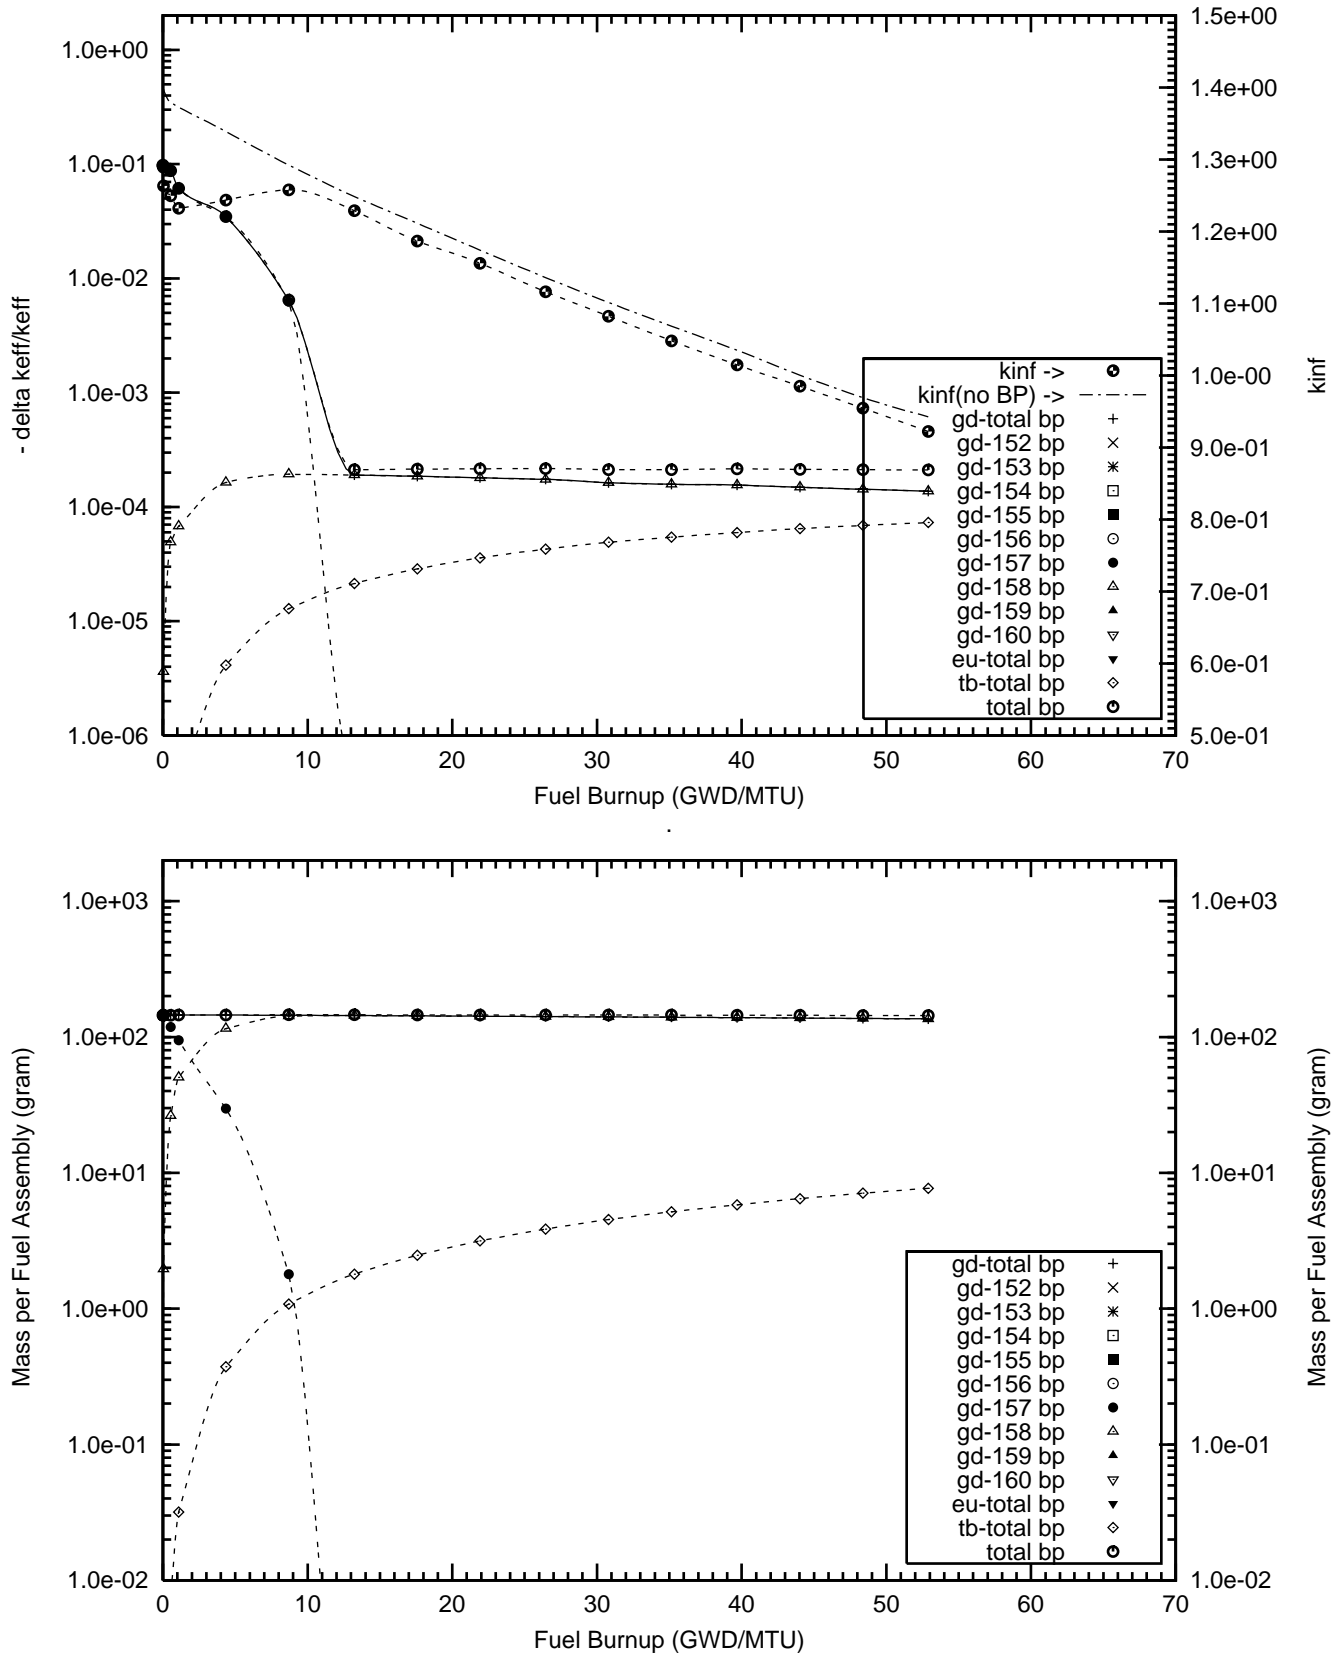 1.5e+00
1.0e+00
1.4e+00
1.0e-01
1.3e+00
1.2e+00
1.0e-02
1.1e+00
- delta keff/keff
kinf
1.0e-03
1.0e-00
1.0e-04
9.0e-01
8.0e-01
1.0e-05
7.0e-01
6.0e-01
1.0e-06
5.0e-01
kinf ->
kinf(no BP) ->
gd-total bp
gd-152 bp
gd-153 bp
gd-154 bp
gd-155 bp
gd-156 bp
gd-157 bp
gd-158 bp
gd-159 bp
gd-160 bp
eu-total bp
tb-total bp
total bp
0 10 20 30 40 50 60 70
Fuel Burnup (GWD/MTU)
.
1.0e+03 1.0e+03
1.0e+02 1.0e+02
1.0e+01 1.0e+01
1.0e+00 1.0e+00
1.0e-01 1.0e-01
1.0e-02 1.0e-02
Mass per Fuel Assembly (gram)
Mass per Fuel Assembly (gram)
gd-total bp
gd-152 bp
gd-153 bp
gd-154 bp
gd-155 bp
gd-156 bp
gd-157 bp
gd-158 bp
gd-159 bp
gd-160 bp
eu-total bp
tb-total bp
total bp
0 10 20 30 40 50 60 70
Fuel Burnup (GWD/MTU)